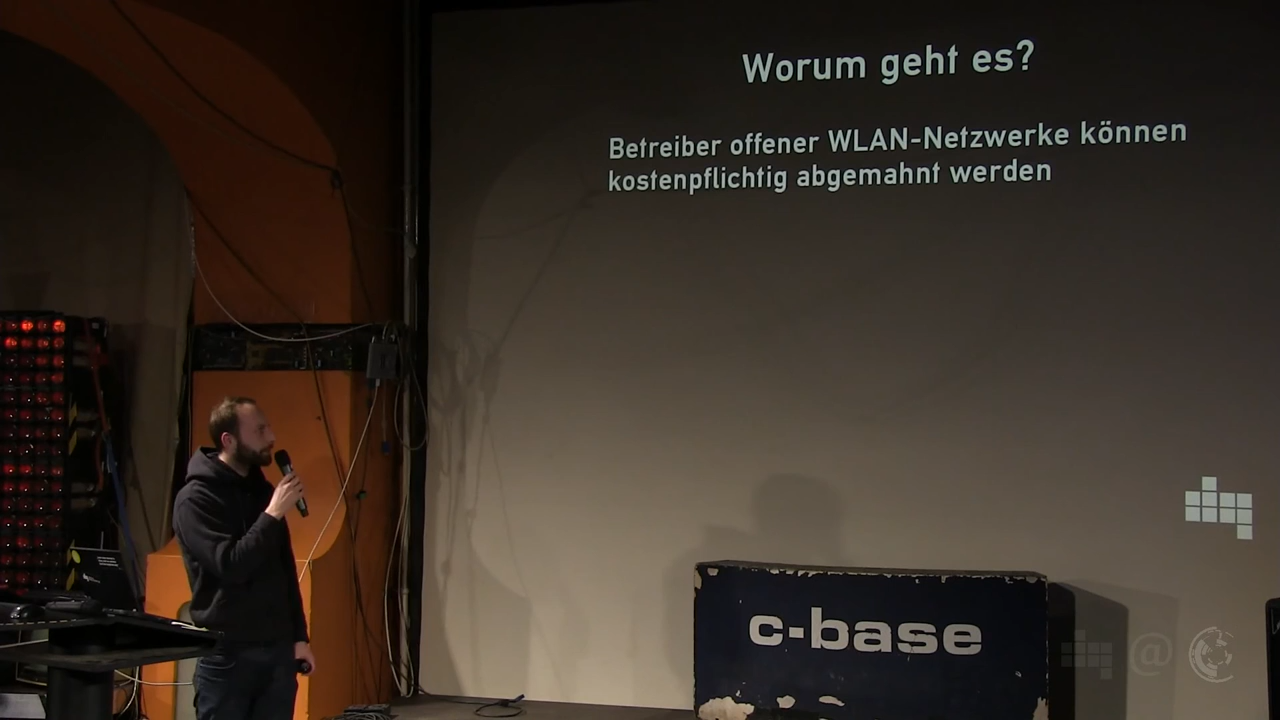 Worum geht es?
Betreiber offener WLAN-Netzwerke können
kostenpflichtig abgemahnt werden
c-base
@